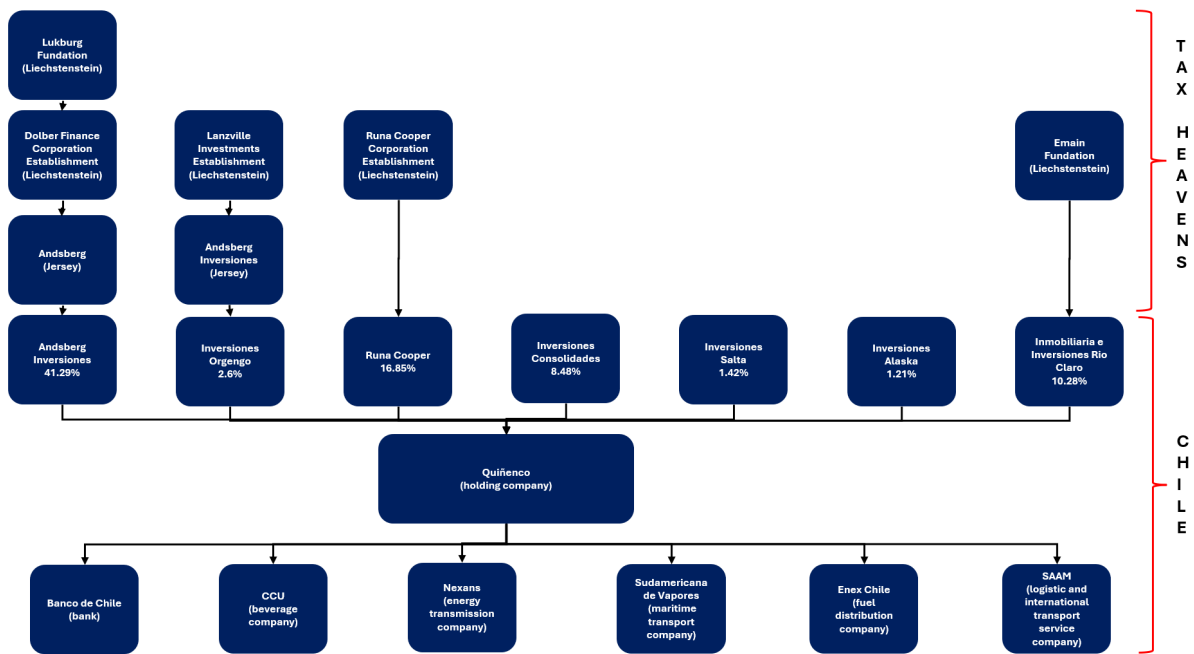 Lukburg
Fundation
(Liechstenstein)
T
A
X
H
E
A
V
E
N
S
Dolber Finance
Corporation
Establishment
(Liechstenstein)
Lanzville
Investments
Establishment
(Liechstenstein)
Runa Cooper
Corporation
Establishment
(Liechstenstein)
Emain
Fundation
(Liechstenstein)
Andsberg
(Jersey)
Andsberg
Inversiones
(Jersey)
Andsberg
Inversiones
41.29%
Inversiones
Orgengo
2.6%
Runa Cooper
16.85%
Inversiones
Consolidades
8.48%
Inversiones
Salta
1.42%
Inversiones
Alaska
1.21%
Inmobiliaria e
Inversiones Rio
Claro
10.28%
C
H
I
L
E
Quiñenco
(holding company)
Banco de Chile
(bank)
CCU
(beverage
company)
Nexans
(energy
transmission
company)
Sudamericana
de Vapores
(maritime
transport
company)
Enex Chile
(fuel
distribution
company)
SAAM
(logistic and
international
transport
service
company)